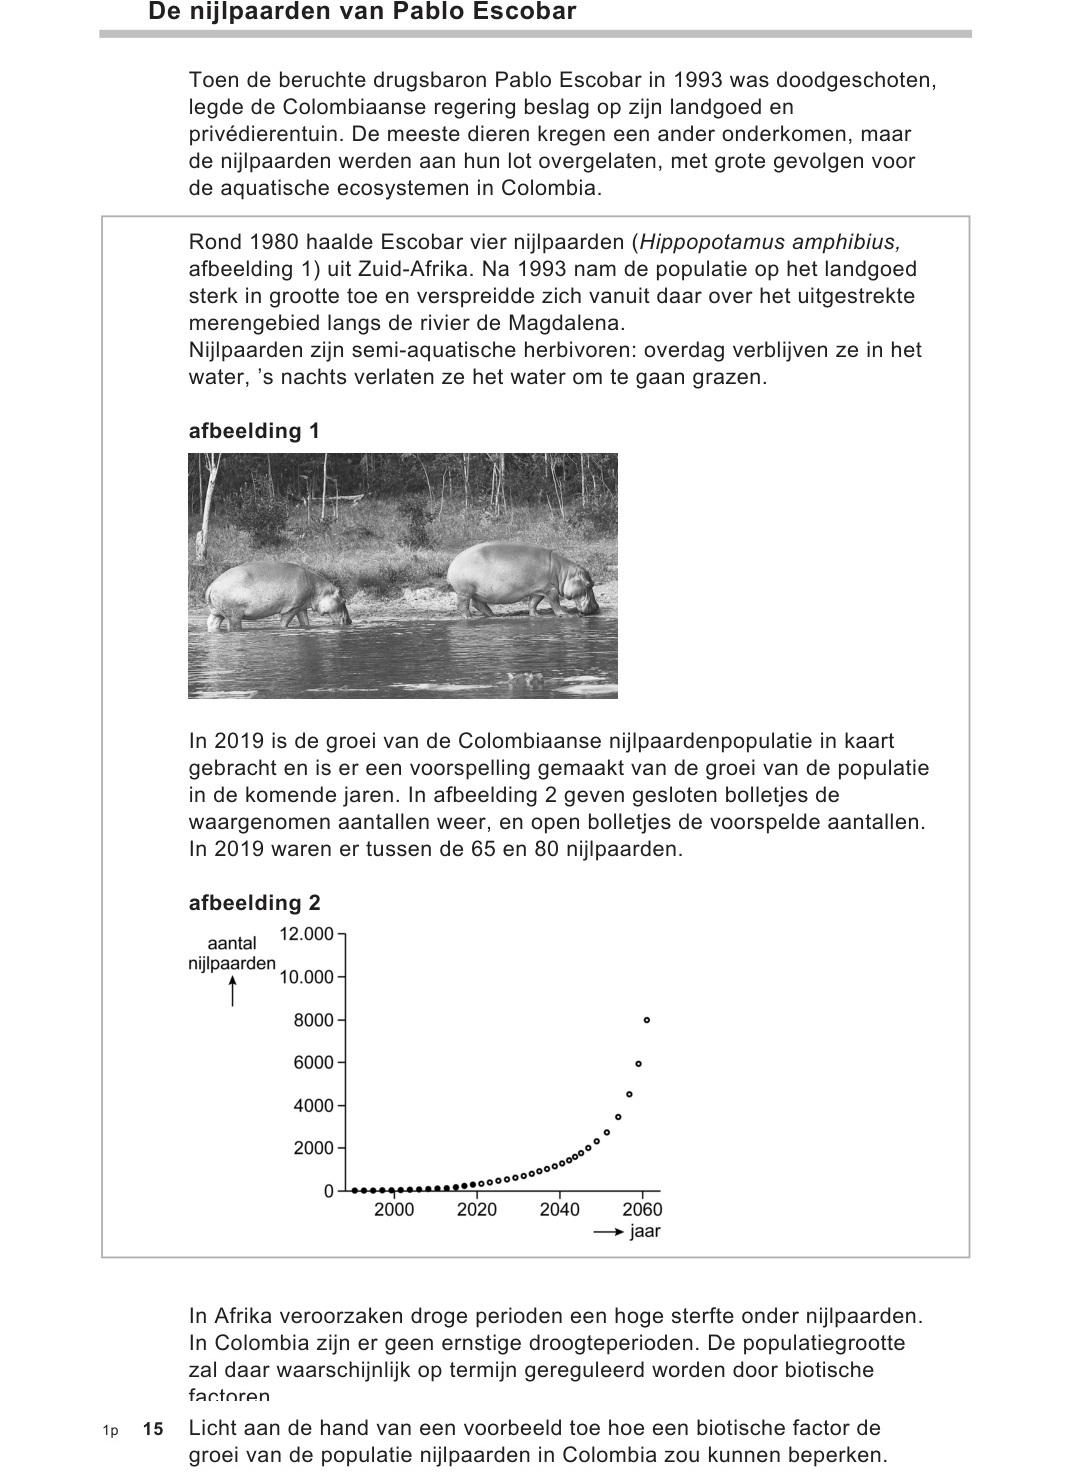 De nijlpaarden van Pablo Escobar
Toen de beruchte drugsbaron Pablo Escobar in 1993 was doodgeschoten,
legde de Colombiaanse regering beslag op zijn landgoed en
privédierentuin. De meeste dieren kregen een ander onderkomen, maar
de nijlpaarden werden aan hun lot overgelaten, met grote gevolgen voor
de aquatische ecosystemen in Colombia.
Rond 1980 haalde Escobar vier nijlpaarden (Hippopotamus amphibius,
afbeelding 1) uit Zuid-Afrika. Na 1993 nam de populatie op het landgoed
sterk in grootte toe en verspreidde zich vanuit daar over het uitgestrekte
merengebied langs de rivier de Magdalena.
Nijlpaarden zijn semi-aquatische herbivoren: overdag verblijven ze in het
water, ’s nachts verlaten ze het water om te gaan grazen.
afbeelding 1
In 2019 is de groei van de Colombiaanse nijlpaardenpopulatie in kaart
gebracht en is er een voorspelling gemaakt van de groei van de populatie
in de komende jaren. In afbeelding 2 geven gesloten bolletjes de
waargenomen aantallen weer, en open bolletjes de voorspelde aantallen.
In 2019 waren er tussen de 65 en 80 nijlpaarden.
afbeelding 2
aantal
nijlpaarden
12.000
10.000
8000
6000
4000
2000
0
2000 2020 2040 2060
jaar
In Afrika veroorzaken droge perioden een hoge sterfte onder nijlpaarden.
In Colombia zijn er geen ernstige droogteperioden. De populatiegrootte
zal daar waarschijnlijk op termijn gereguleerd worden door biotische
factoren
1p 15 Licht aan de hand van een voorbeeld toe hoe een biotische factor de
groei van de populatie nijlpaarden in Colombia zou kunnen beperken.